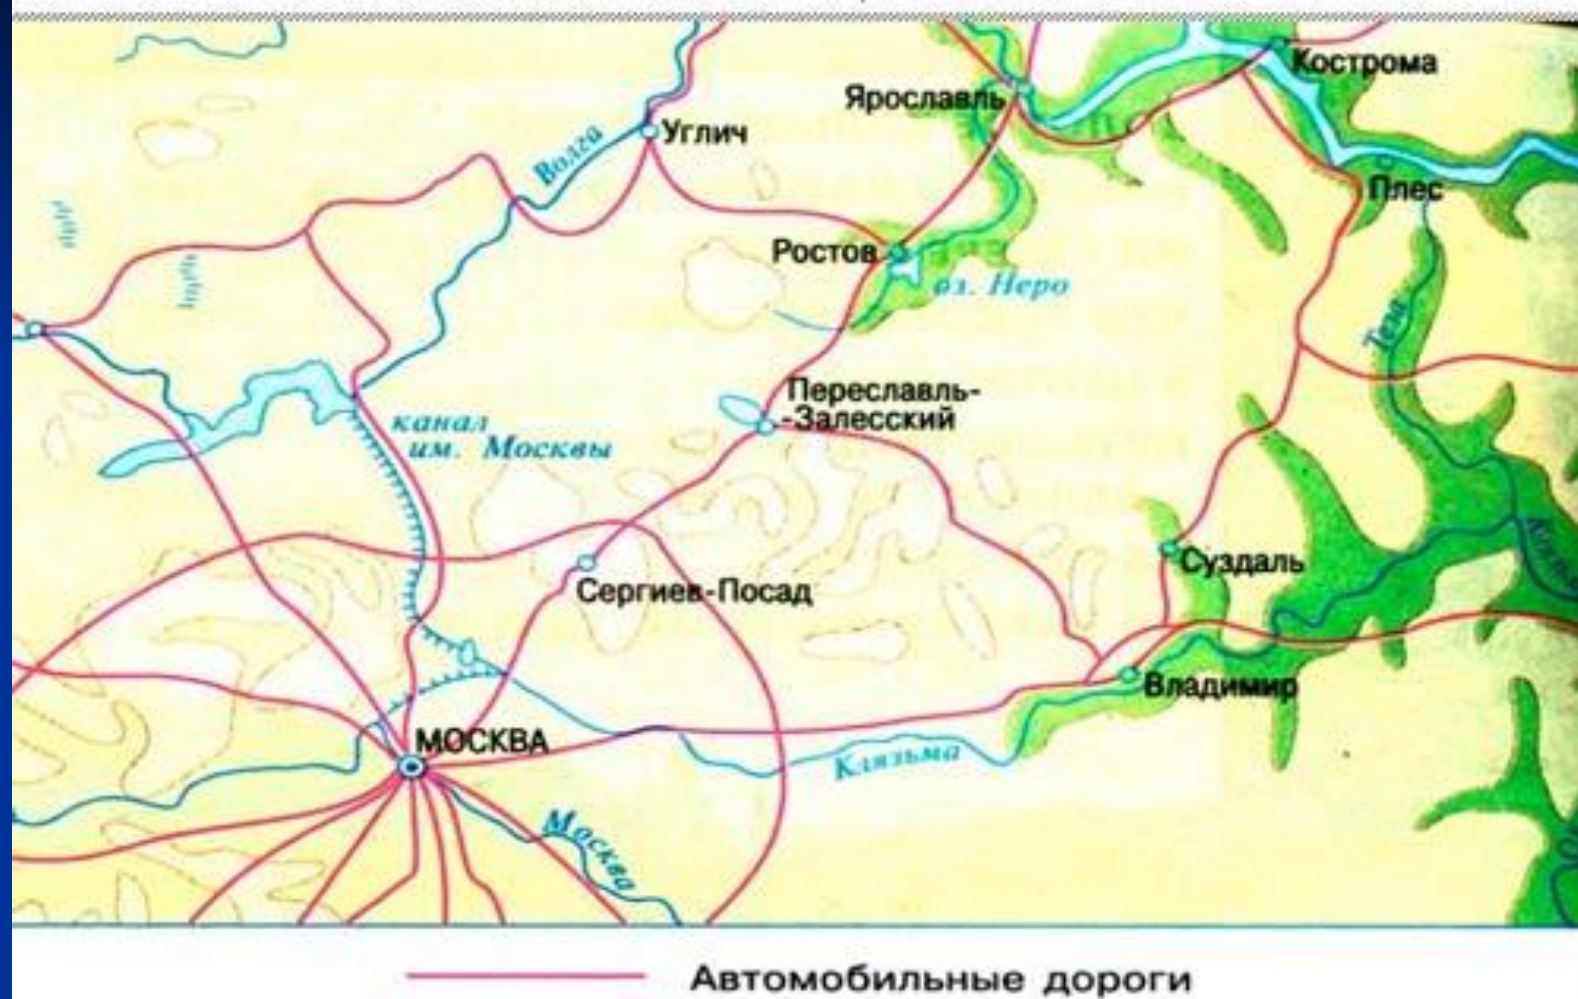 Кострома
Ярославль
Углич
Волга
Плес
Ростов
оз. Неро
Теза
Переславль-
-Залесский
канал
им. Москвы
Суздаль
Сергиев-Посад
Владимир
МОСКВА
Клязьма
Москва
Автомобильные дороги